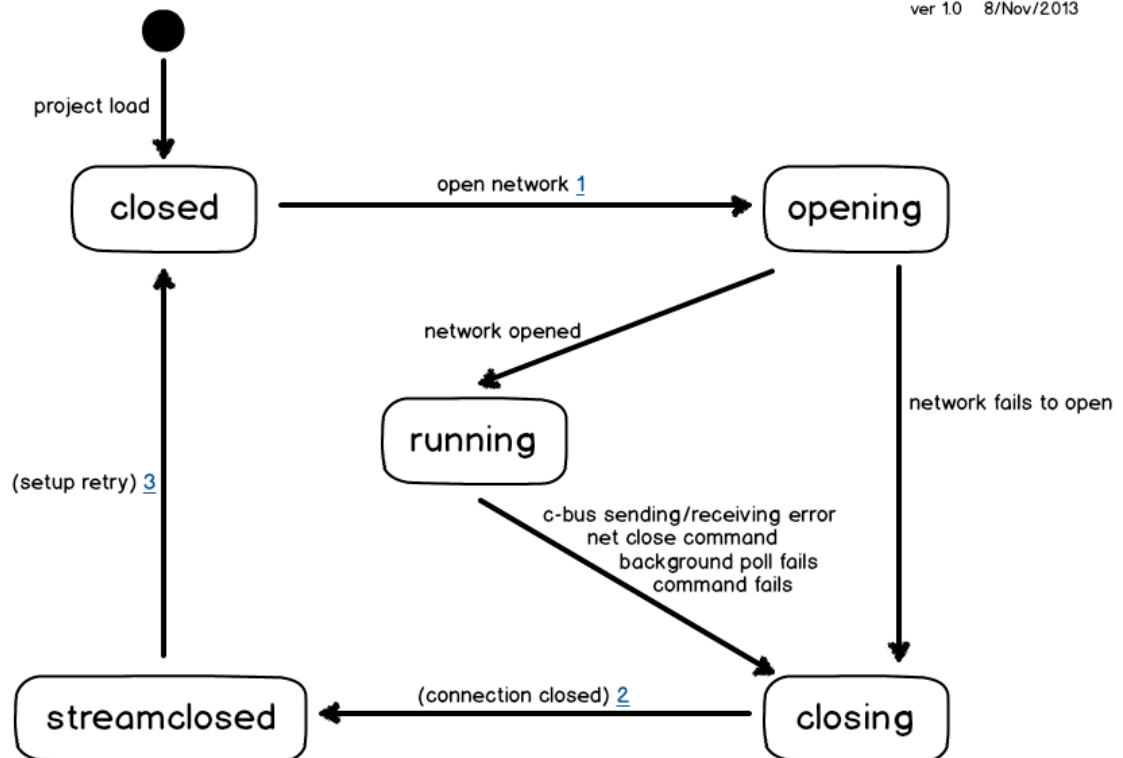 ver 1.0 8/Nov/2013
project load
closed
open network 1
opening
network opened
network fails to open
running
(setup retry) 3
c-bus sending/receiving error
net close command
background poll fails
command fails
(connection closed) 2
streamclosed
closing